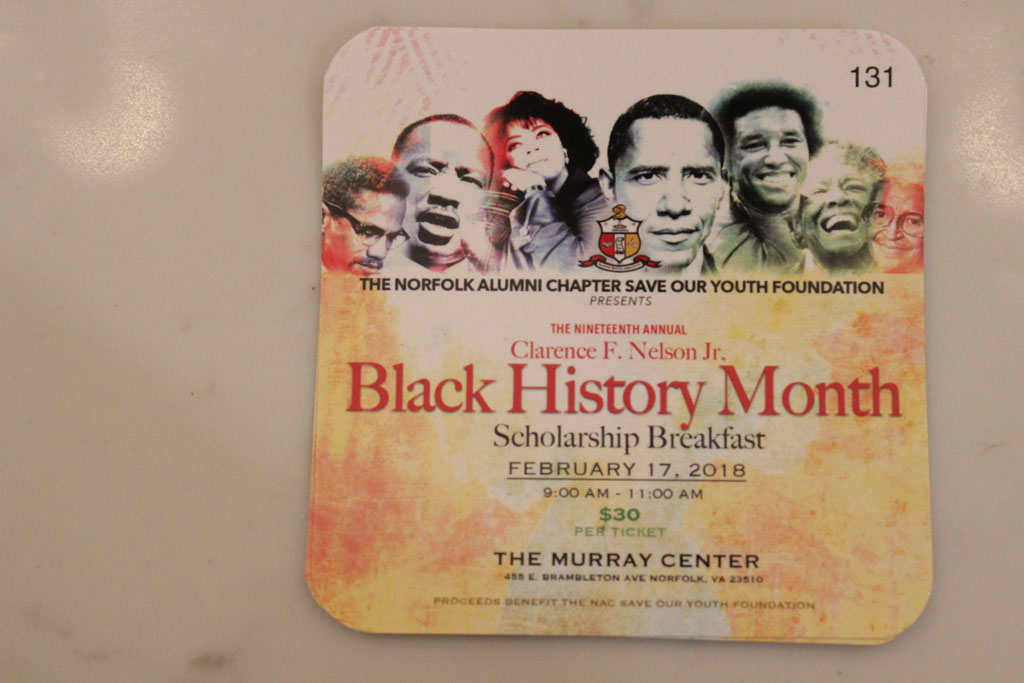 131
THE NORFOLK ALUMNI CHAPTER SAVE OUR YOUTH FOUNDATION
PRESENTS
THE NINETEENTH ANNUAL
Clarence F. Nelson Jr.
Black History Month
Scholarship Breakfast
FEBRUARY 17, 2018
9:00 AM - 11:00 AM
$30
PER TICKET
THE MURRAY CENTER
455 E. BRAMBLETON AVE NORFOLK, VA 23510
PROCEEDS BENEFIT THE NAC SAVE OUR YOUTH FOUNDATION